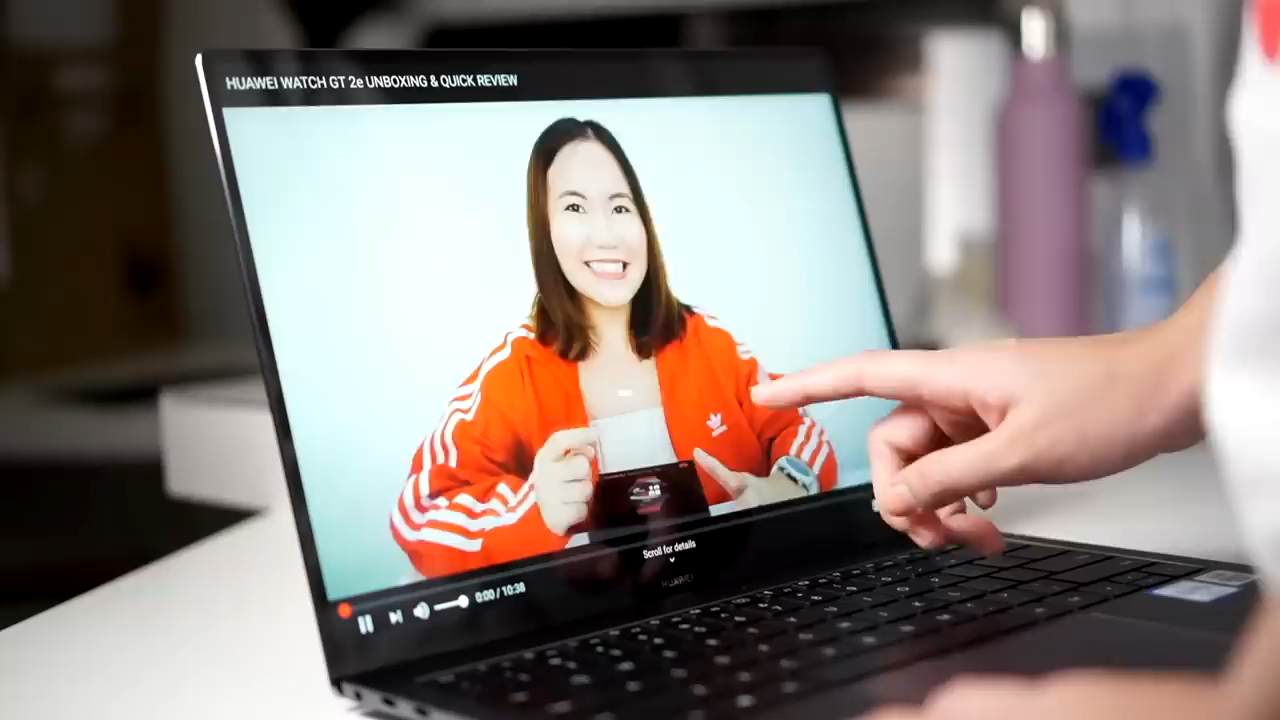 HUAWEI WATCH GT 2e UNBOXING & QUICK REVIEW
Scroll for details
HUAWEI
0:00 / 10:38